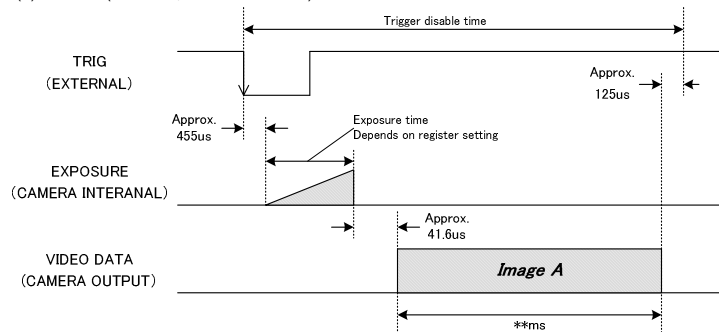 Trigger disable time
TRIG
(EXTERNAL)
Approx.
125us
Approx.
455us
Exposure time
Depends on register setting
EXPOSURE
(CAMERA INTERANAL)
Approx.
41.6us
VIDEO DATA
(CAMERA OUTPUT)
Image A
**ms